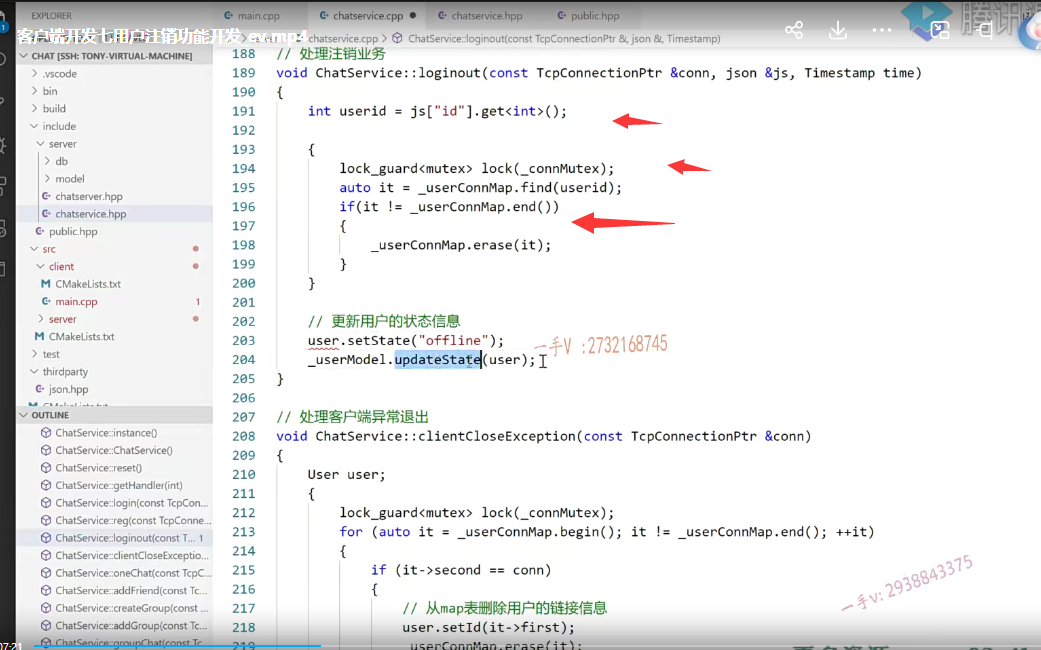 客户端开发七用户注销功能开发_ev.mp4
EXPLORER
main.cpp
chatservice.cpp
chatservice.hpp
public.hpp
chatservice.cpp > ChatService::loginout(const TcpConnectionPtr &, json &, Timestamp)
CHAT [SSH: TONY-VIRTUAL-MACHINE]
.vscode
bin
build
include
server
db
model
chatserver.hpp
chatservice.hpp
public.hpp
src
client
CMakeLists.txt
main.cpp 1
server
CMakeLists.txt
test
thirdparty
json.hpp
CMakeLists.txt
OUTLINE
ChatService::instance()
ChatService::ChatService()
ChatService::reset()
ChatService::getHandler(int)
ChatService::login(const TcpCon...
ChatService::reg(const TcpConne...
ChatService::loginout(const T... 1
ChatService::clientCloseExceptio...
ChatService::oneChat(const TcpC...
ChatService::addFriend(const Tc...
ChatService::createGroup(const ...
ChatService::addGroup(const Tc...
ChatService::groupChat(const Tc...
188 // 处理注销业务
189 void ChatService::loginout(const TcpConnectionPtr &conn, json &js, Timestamp time)
190 {
191 int userid = js["id"].get<int>();
192
193 {
194 lock_guard<mutex> lock(_connMutex);
195 auto it = _userConnMap.find(userid);
196 if(it != _userConnMap.end())
197 {
198 _userConnMap.erase(it);
199 }
200 }
201
202 // 更新用户的状态信息
203 user.setState("offline");
204 _userModel.updateState(user);
205 }
206
207 // 处理客户端异常退出
208 void ChatService::clientCloseException(const TcpConnectionPtr &conn)
209 {
210 User user;
211 {
212 lock_guard<mutex> lock(_connMutex);
213 for (auto it = _userConnMap.begin(); it != _userConnMap.end(); ++it)
214 {
215 if (it->second == conn)
216 {
217 // 从map表删除用户的链接信息
218 user.setId(it->first);
219 _userConnMap.erase(it);
一手V :2732168745
一手v: 2938843375
腾讯
07:21